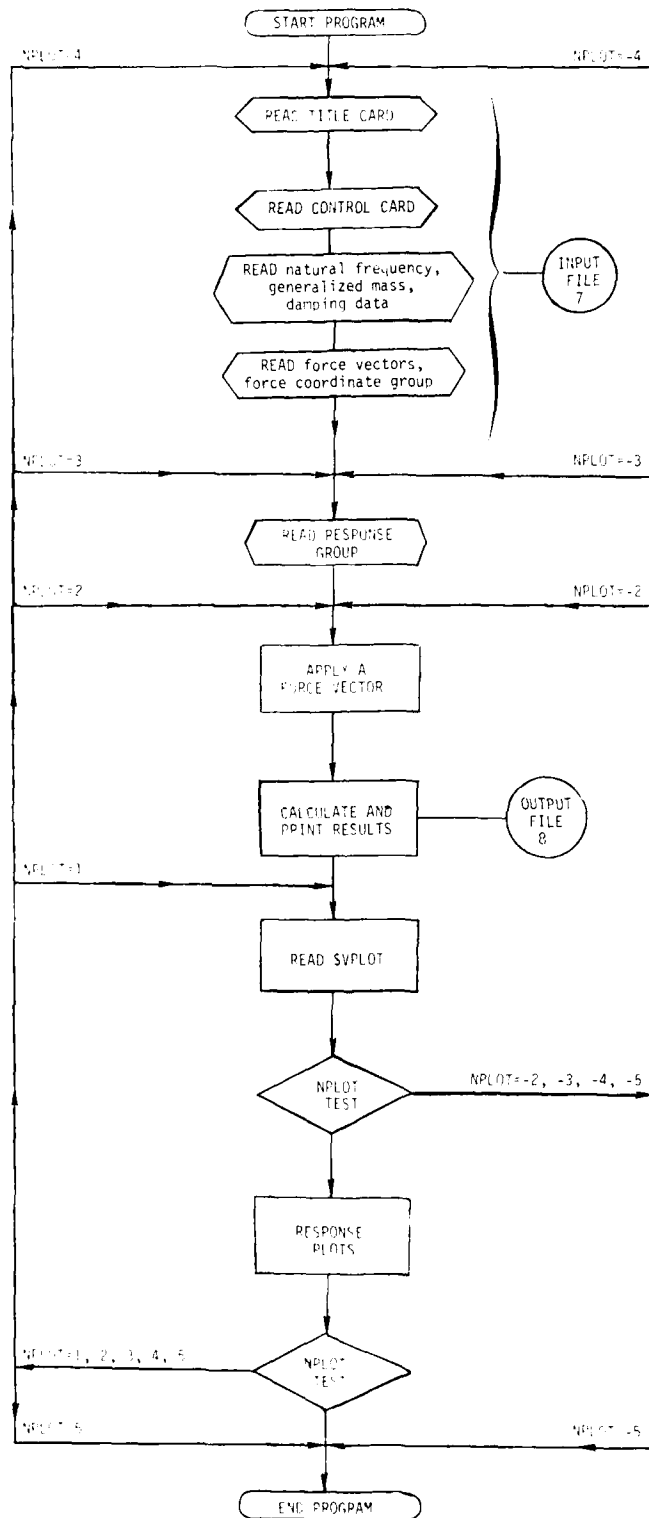 START PROGRAM
NPLOT=4
NPLOT=-4
READ TITLE CARD
READ CONTROL CARD
READ natural frequency,
generalized mass,
damping data
INPUT
FILE
7
READ force vectors,
force coordinate group
NPLOT=3
NPLOT=-3
READ RESPONSE
GROUP
NPLOT=2
NPLOT=-2
APPLY A
FORCE VECTOR
CALCULATE AND
PRINT RESULTS
OUTPUT
FILE
8
NPLOT=1
READ $VPLOT
NPLOT
TEST
NPLOT=-2, -3, -4, -5
RESPONSE
PLOTS
NPLOT=1, 2, 3, 4, 5
NPLOT
TEST
NPLOT=5
NPLOT=-5
END PROGRAM